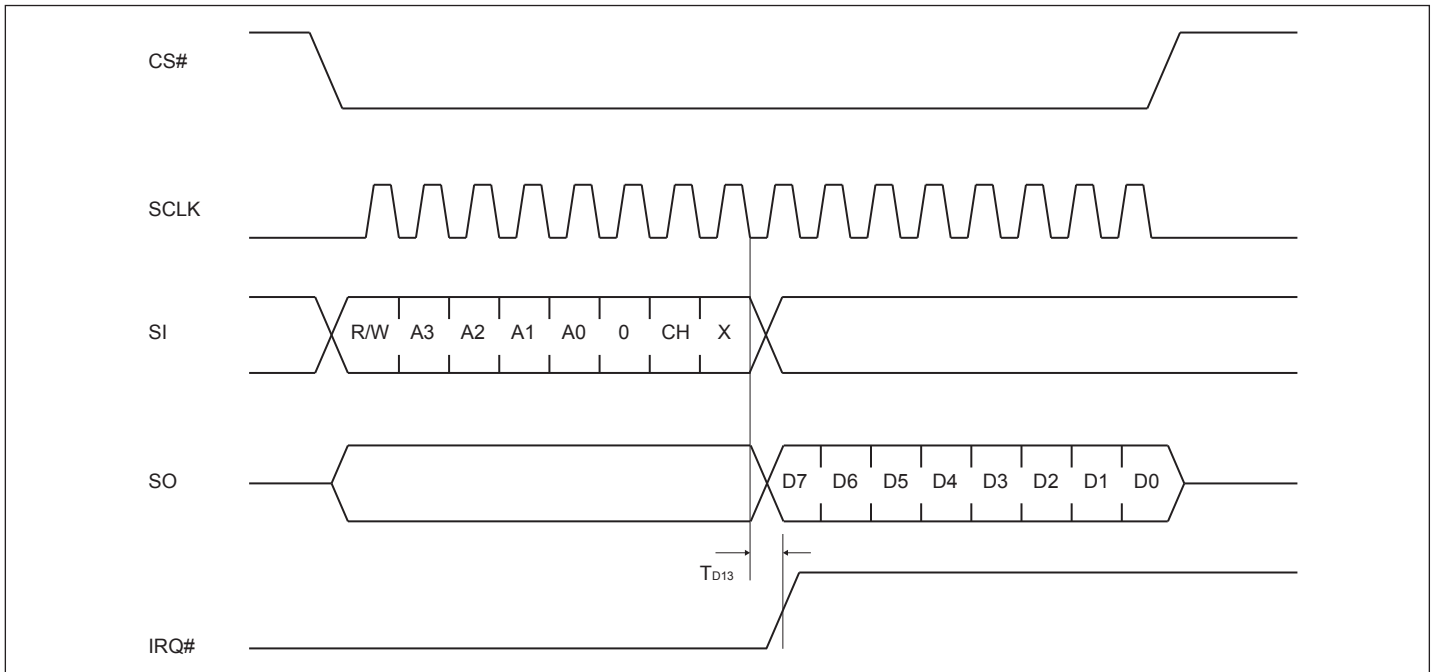 CS#
SCLK
SI
R/W A3 A2 A1 A0 0 CH X
SO
D7 D6 D5 D4 D3 D2 D1 D0
TD13
IRQ#